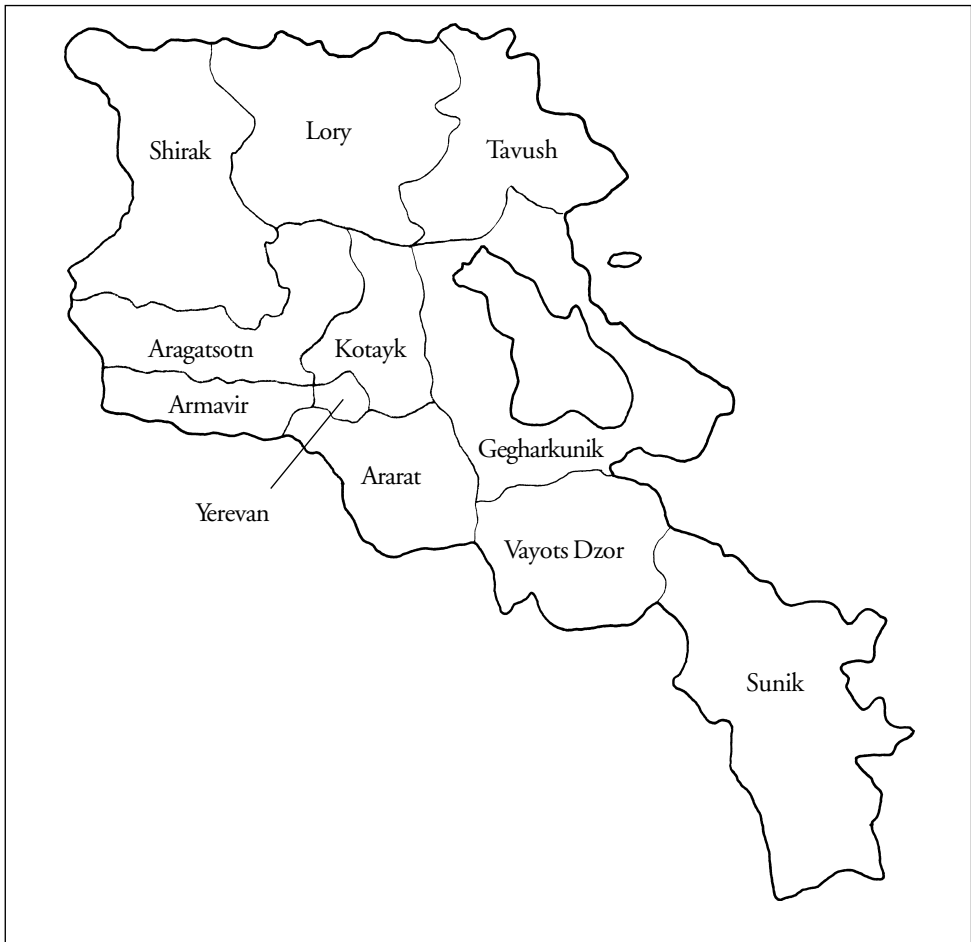 Lory
Shirak
Tavush
Aragatsotn
Kotayk
Armavir
Gegharkunik
Ararat
Yerevan
Vayots Dzor
Sunik